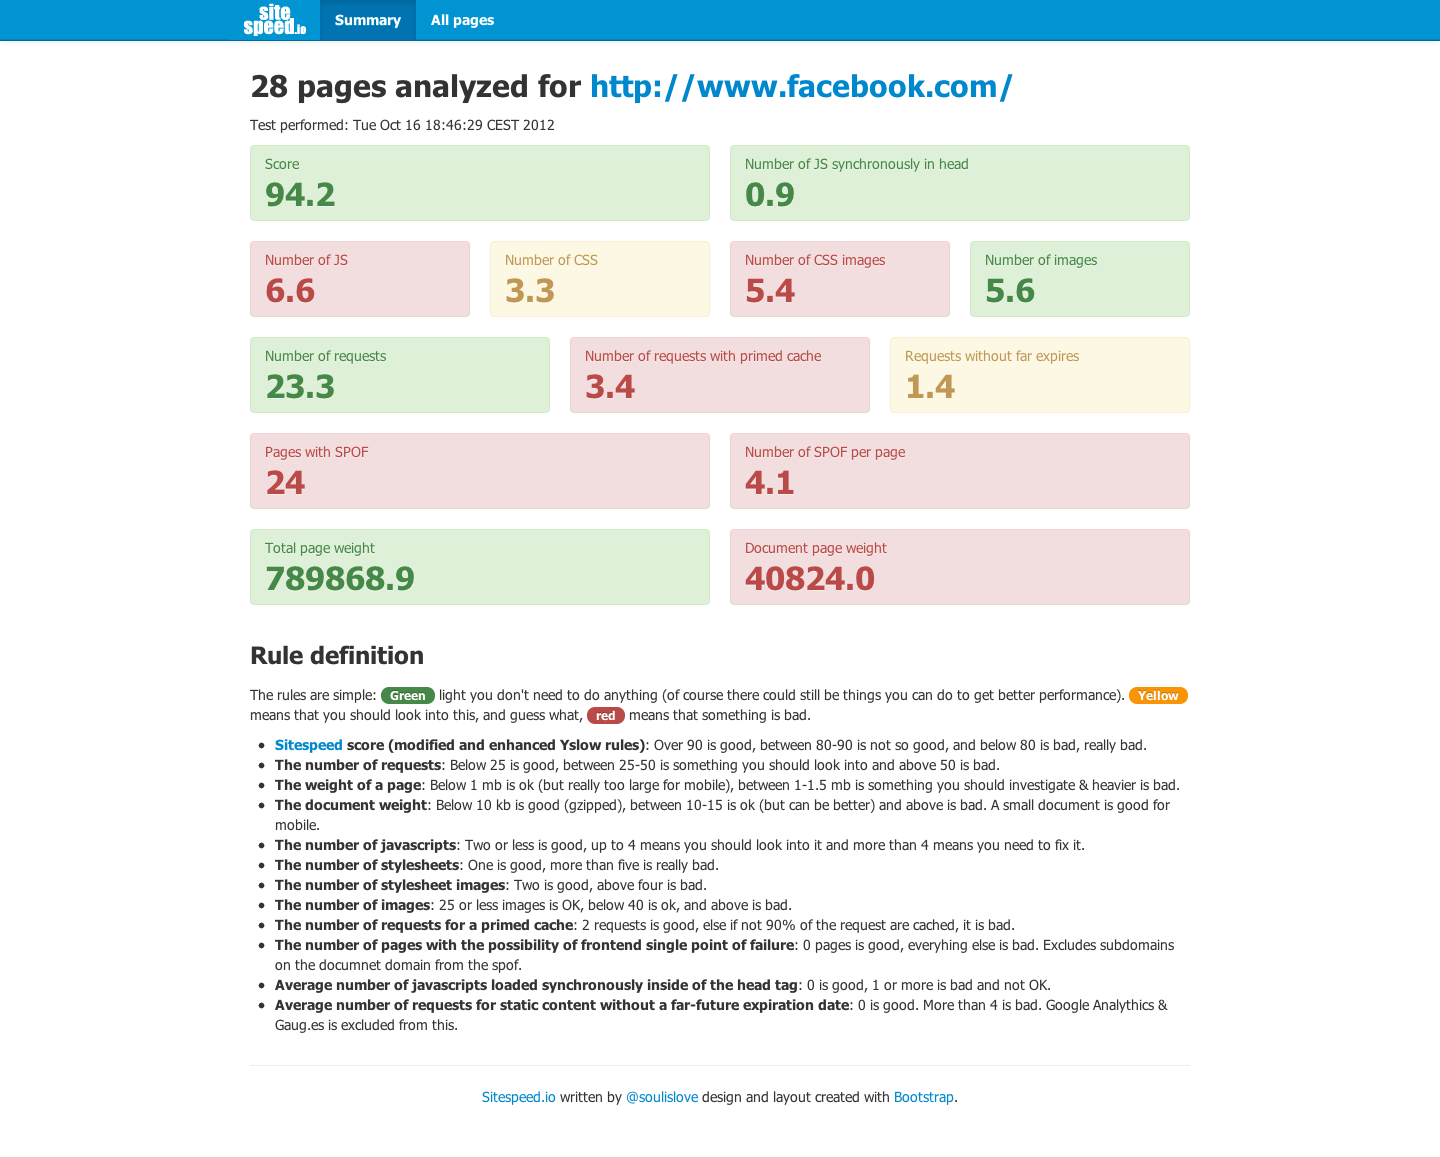 site
speed.io
Summary
All pages
28 pages analyzed for http://www.facebook.com/
Test performed: Tue Oct 16 18:46:29 CEST 2012
Score
94.2
Number of JS synchronously in head
0.9
Number of JS
6.6
Number of CSS
3.3
Number of CSS images
5.4
Number of images
5.6
Number of requests
23.3
Number of requests with primed cache
3.4
Requests without far expires
1.4
Pages with SPOF
24
Number of SPOF per page
4.1
Total page weight
789868.9
Document page weight
40824.0
Rule definition
The rules are simple: Green light you don't need to do anything (of course there could still be things you can do to get better performance). Yellow
means that you should look into this, and guess what, red means that something is bad.
• Sitespeed score (modified and enhanced Yslow rules): Over 90 is good, between 80-90 is not so good, and below 80 is bad, really bad.
• The number of requests: Below 25 is good, between 25-50 is something you should look into and above 50 is bad.
• The weight of a page: Below 1 mb is ok (but really too large for mobile), between 1-1.5 mb is something you should investigate & heavier is bad.
• The document weight: Below 10 kb is good (gzipped), between 10-15 is ok (but can be better) and above is bad. A small document is good for
mobile.
• The number of javascripts: Two or less is good, up to 4 means you should look into it and more than 4 means you need to fix it.
• The number of stylesheets: One is good, more than five is really bad.
• The number of stylesheet images: Two is good, above four is bad.
• The number of images: 25 or less images is OK, below 40 is ok, and above is bad.
• The number of requests for a primed cache: 2 requests is good, else if not 90% of the request are cached, it is bad.
• The number of pages with the possibility of frontend single point of failure: 0 pages is good, everyhing else is bad. Excludes subdomains
on the documnet domain from the spof.
• Average number of javascripts loaded synchronously inside of the head tag: 0 is good, 1 or more is bad and not OK.
• Average number of requests for static content without a far-future expiration date: 0 is good. More than 4 is bad. Google Analythics &
Gaug.es is excluded from this.
Sitespeed.io written by @soulislove design and layout created with Bootstrap.